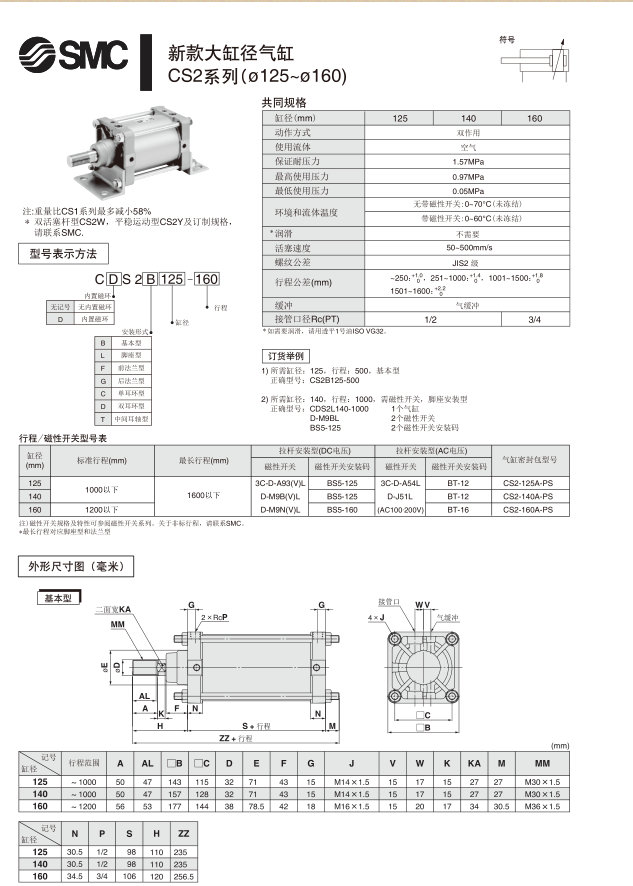 SMC
新款大缸径气缸
CS2系列(ø125~ø160)
符号
共同规格
缸径(mm) 125 140 160
动作方式 双作用
使用流体 空气
保证耐压力 1.57MPa
最高使用压力 0.97MPa
最低使用压力 0.05MPa
环境和流体温度 无带磁性开关:0~70°C(未冻结)
带磁性开关:0~60°C(未冻结)
*润滑 不需要
活塞速度 50~500mm/s
螺纹公差 JIS2 级
行程公差(mm) ~250: +1.0 0, 251~1000: +1.4 0, 1001~1500: +1.8 0
1501~1600: +2.2 0
缓冲 气缓冲
接管口径Rc(PT) 1/2 3/4
*如需要润滑，请用透平1号油ISO VG32。
注:重量比CS1系列最多减小58%
* 双活塞杆型CS2W，平稳运动型CS2Y及订制规格，
请联系SMC.
型号表示方法
C D S 2 B 125 - 160
内置磁环
无记号 无内置磁环
D 内置磁环
行程
缸径
安装形式
B 基本型
L 脚座型
F 前法兰型
G 后法兰型
C 单耳环型
D 双耳环型
T 中间耳轴型
订货举例
1) 所需缸径：125，行程：500，基本型
正确型号：CS2B125-500
2) 所需缸径：140，行程：1000，需磁性开关，脚座安装型
正确型号：CDS2L140-1000 1个气缸
D-M9BL 2个磁性开关
BS5-125 2个磁性开关安装码
行程/磁性开关型号表
缸径(mm) 标准行程(mm) 最长行程(mm) 拉杆安装型(DC电压) 拉杆安装型(AC电压) 气缸密封包型号
磁性开关 磁性开关安装码 磁性开关 磁性开关安装码
125 1000以下 1600以下 3C-D-A93(V)L BS5-125 3C-D-A54L BT-12 CS2-125A-PS
140 D-M9B(V)L BS5-125 D-J51L BT-12 CS2-140A-PS
160 1200以下 D-M9N(V)L BS5-160 (AC100·200V) BT-16 CS2-160A-PS
注)磁性开关规格及特性可参阅磁性开关系列。关于非标行程，请联系SMC。
*最长行程对应脚座型和法兰型
外形尺寸图（毫米）
基本型
二面宽KA
MM
G
2×RcP
G
øE
øD
AL
A
K
F
N
N
H
S + 行程
M
ZZ + 行程
接管口
W V
4×J
气缓冲
□C
□B
(mm)
记号 缸径 行程范围 A AL □B □C D E F G J V W K KA M MM
125 ~1000 50 47 143 115 32 71 43 15 M14×1.5 15 17 15 27 27 M30×1.5
140 ~1000 50 47 157 128 32 71 43 15 M14×1.5 15 17 15 27 27 M30×1.5
160 ~1200 56 53 177 144 38 78.5 42 18 M16×1.5 15 20 17 34 30.5 M36×1.5
记号 缸径 N P S H ZZ
125 30.5 1/2 98 110 235
140 30.5 1/2 98 110 235
160 34.5 3/4 106 120 256.5